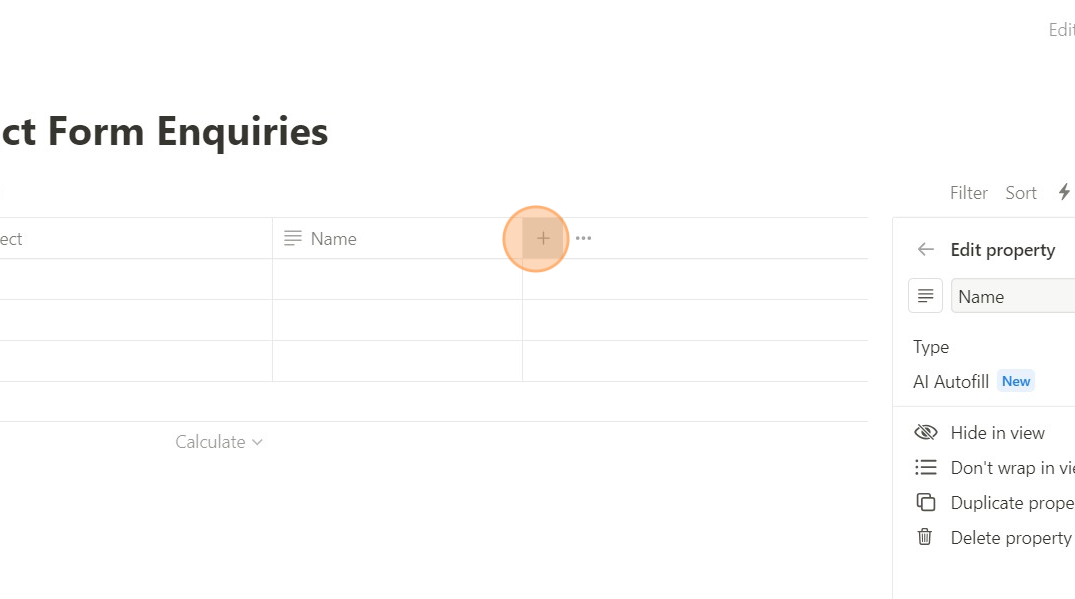 Edit
ct Form Enquiries
Filter Sort
ect Name
Edit property
Name
Type
AI Autofill New
Hide in view
Don't wrap in vie
Duplicate prope
Delete property
Calculate